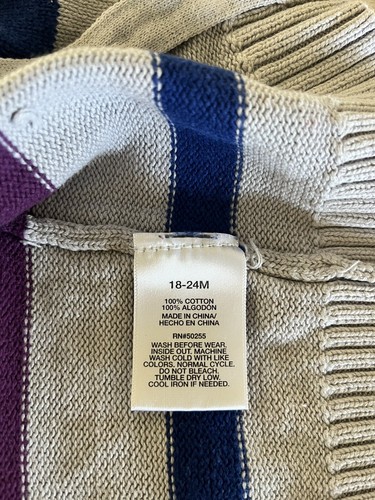 18-24M
100% COTTON
100% ALGODON
MADE IN CHINA/
HECHO EN CHINA
RN#50255
WASH BEFORE WEAR,
INSIDE OUT. MACHINE
WASH COLD WITH LIKE
COLORS, NORMAL CYCLE.
DO NOT BLEACH.
TUMBLE DRY LOW.
COOL IRON IF NEEDED.